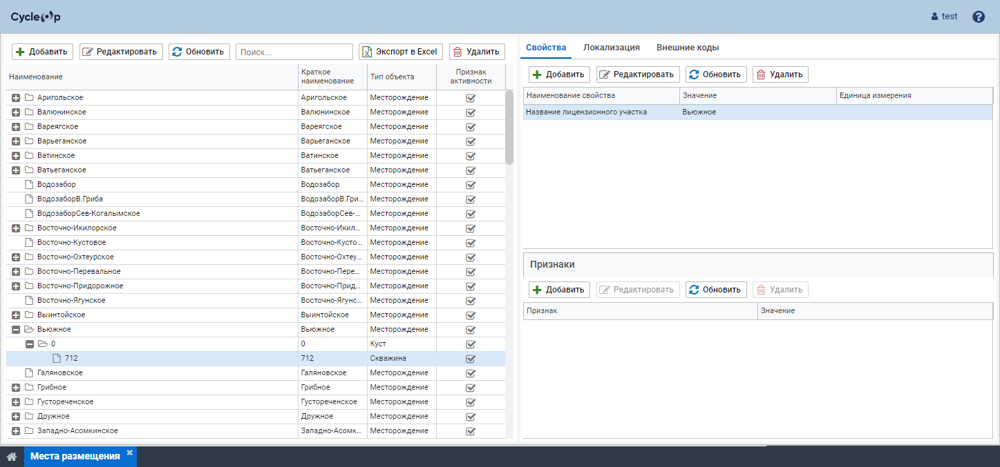 CycleOp
test
Добавить Редактировать Обновить Поиск... Экспорт в Excel Удалить
Наименование Краткое наименование Тип объекта Признак активности
Аригольское Аригольское Месторождение
Валюнинское Валюнинское Месторождение
Вареягское Вареягское Месторождение
Варьеганское Варьеганское Месторождение
Ватинское Ватинское Месторождение
Ватьеганское Ватьеганское Месторождение
Водозабор Водозабор Месторождение
ВодозаборВ.Гриба ВодозаборВ.Гри... Месторождение
ВодозаборСев-Когалымское ВодозаборСев-... Месторождение
Восточно-Икилорское Восточно-Икил... Месторождение
Восточно-Кустовое Восточно-Кусто... Месторождение
Восточно-Охтеурское Восточно-Охтеу... Месторождение
Восточно-Перевальное Восточно-Пере... Месторождение
Восточно-Придорожное Восточно-Прид... Месторождение
Восточно-Ягунское Восточно-Ягунс... Месторождение
Выинтойское Выинтойское Месторождение
Вьюжное Вьюжное Месторождение
0 0 Куст
712 712 Скважина
Галяновское Галяновское Месторождение
Грибное Грибное Месторождение
Густореченское Густореченское Месторождение
Дружное Дружное Месторождение
Западно-Асомкинское Западно-Асомк... Месторождение
Свойства Локализация Внешние коды
Добавить Редактировать Обновить Удалить
Наименование свойства Значение Единица измерения
Название лицензионного участка Вьюжное
Признаки
Добавить Редактировать Обновить Удалить
Признак Значение
Места размещения